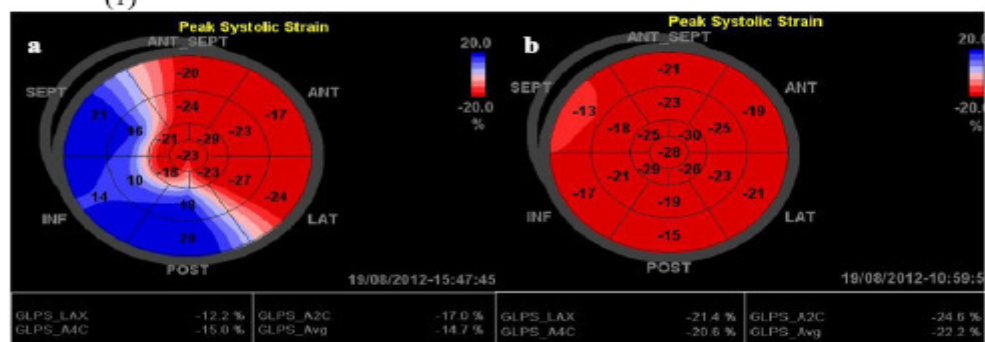 (1)
Peak Systolic Strain
a
ANT_SEPT
20.0
SEPT
ANT
-20.0
%
-20
-17
21
-24
16
-21
-29
-23
-23
-18
-23
-27
10
14
19
-24
28
INF
LAT
POST
19/08/2012-15:47:45
GLPS_LAX -12.2 % GLPS_A2C -17.0 %
GLPS_A4C -15.0 % GLPS_Avg -14.7 %
Peak Systolic Strain
b
ANT_SEPT
20.
SEPT
ANT
-20.
%
-21
-13
-19
-23
-18
-25
-30
-25
-28
-21
-29
-26
-23
-17
-21
-19
-15
INF
LAT
POST
19/08/2012-10:59:5
GLPS_LAX -21.4 % GLPS_A2C -24.6 %
GLPS_A4C -20.6 % GLPS_Avg -22.2 %